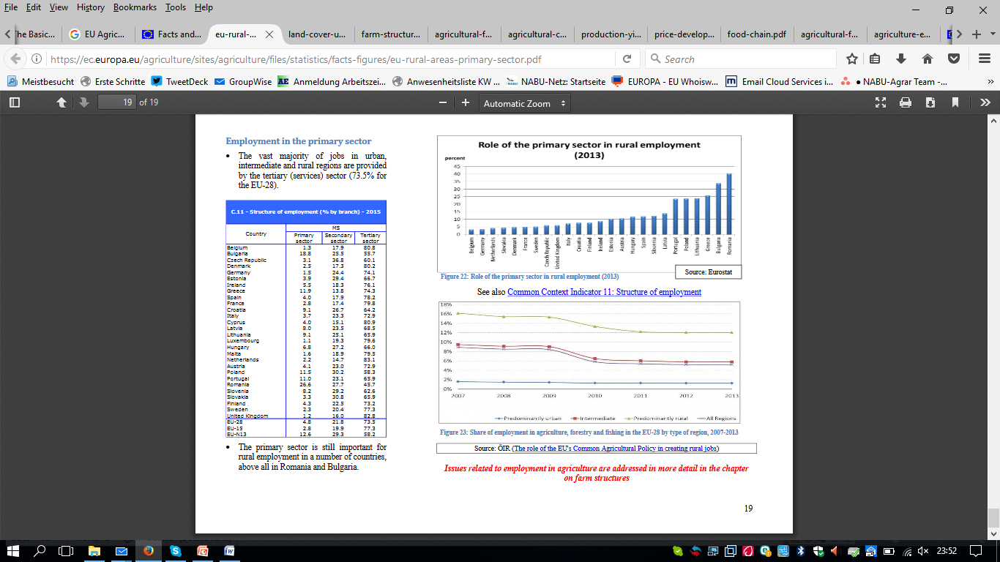 File Edit View History Bookmarks Tools Help
The Basic...
EU Agric...
Facts and...
eu-rural-...
land-cover-u...
farm-structur...
agricultural-f...
agricultural-c...
production-yi...
price-develop...
food-chain.pdf
agricultural-f...
agriculture-e...
https://ec.europa.eu/agriculture/sites/agriculture/files/statistics/facts-figures/eu-rural-areas-primary-sector.pdf
Search
Meistbesucht Erste Schritte TweetDeck GroupWise Anmeldung Arbeitszei... Anwesenheitsliste KW ... NABU-Netz: Startseite EUROPA - EU Whoisw... Email Cloud Services i... • NABU-Agrar Team -...
19 of 19
Automatic Zoom
Employment in the primary sector
• The vast majority of jobs in urban,
intermediate and rural regions are provided
by the tertiary (services) sector (73.5% for
the EU-28).
C.11 - Structure of employment (% by branch) - 2015
Country
MS
Primary sector Secondary sector Tertiary sector
Belgium 1.3 17.9 80.8
Bulgaria 18.8 25.5 55.7
Czech Republic 3.1 36.8 60.1
Denmark 2.5 17.3 80.2
Germany 1.5 24.4 74.1
Estonia 3.9 29.4 66.7
Ireland 5.5 18.3 76.1
Greece 11.9 13.8 74.3
Spain 4.0 17.9 78.2
France 2.8 17.4 79.8
Croatia 9.1 26.7 64.2
Italy 3.7 23.3 72.9
Cyprus 4.0 15.1 80.9
Latvia 8.0 23.5 68.5
Lithuania 9.1 25.1 65.9
Luxembourg 1.1 19.3 79.6
Hungary 6.8 27.2 66.0
Malta 1.6 18.9 79.5
Netherlands 2.2 14.7 83.1
Austria 4.1 23.0 72.9
Poland 11.5 30.2 58.3
Portugal 11.0 23.1 65.9
Romania 26.6 27.7 45.7
Slovenia 8.2 29.2 62.6
Slovakia 3.3 30.8 65.9
Finland 4.3 22.5 73.2
Sweden 2.3 20.4 77.3
United Kingdom 1.2 16.0 82.8
EU-28 4.8 21.8 73.5
EU-15 2.8 19.9 77.3
EU-N13 12.6 29.3 58.2
• The primary sector is still important for
rural employment in a number of countries,
above all in Romania and Bulgaria.
Role of the primary sector in rural employment
(2013)
percent
45
40
35
30
25
20
15
10
5
0
Belgium
Germany
Netherlands
Slovakia
Denmark
France
Sweden
Czech Republic
United Kingdom
Italy
Croatia
Finland
Ireland
Estonia
Austria
Hungary
Spain
Slovenia
Latvia
Portugal
Poland
Lithuania
Greece
Bulgaria
Romania
Source: Eurostat
Figure 22: Role of the primary sector in rural employment (2013)
See also Common Context Indicator 11: Structure of employment
18%
16%
14%
12%
10%
8%
6%
4%
2%
0%
2007 2008 2009 2010 2011 2012 2013
Predominantly urban Intermediate Predominantly rural All Regions
Figure 23: Share of employment in agriculture, forestry and fishing in the EU-28 by type of region, 2007-2013
Source: ÖIR (The role of the EU's Common Agricultural Policy in creating rural jobs)
Issues related to employment in agriculture are addressed in more detail in the chapter
on farm structures
19
23:52